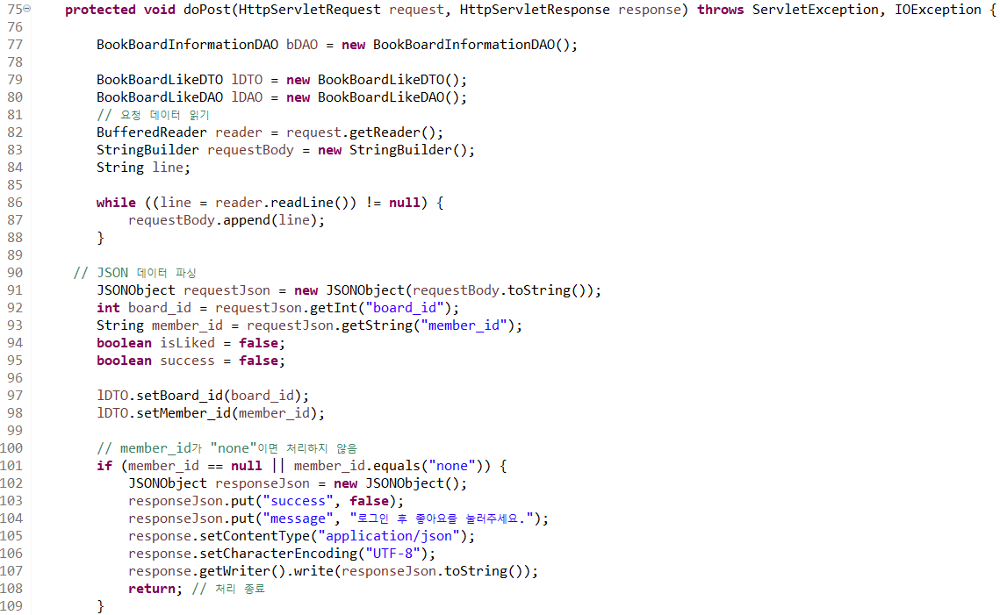 75 protected void doPost(HttpServletRequest request, HttpServletResponse response) throws ServletException, IOException {
76
77 BookBoardInformationDAO bDAO = new BookBoardInformationDAO();
78
79 BookBoardLikeDTO lDTO = new BookBoardLikeDTO();
80 BookBoardLikeDAO lDAO = new BookBoardLikeDAO();
81 // 요청 데이터 읽기
82 BufferedReader reader = request.getReader();
83 StringBuilder requestBody = new StringBuilder();
84 String line;
85
86 while ((line = reader.readLine()) != null) {
87 requestBody.append(line);
88 }
89
90 // JSON 데이터 파싱
91 JSONObject requestJson = new JSONObject(requestBody.toString());
92 int board_id = requestJson.getInt("board_id");
93 String member_id = requestJson.getString("member_id");
94 boolean isLiked = false;
95 boolean success = false;
96
97 lDTO.setBoard_id(board_id);
98 lDTO.setMember_id(member_id);
99
100 // member_id가 "none"이면 처리하지 않음
101 if (member_id == null || member_id.equals("none")) {
102 JSONObject responseJson = new JSONObject();
103 responseJson.put("success", false);
104 responseJson.put("message", "로그인 후 좋아요를 눌러주세요.");
105 response.setContentType("application/json");
106 response.setCharacterEncoding("UTF-8");
107 response.getWriter().write(responseJson.toString());
108 return; // 처리 종료
109 }